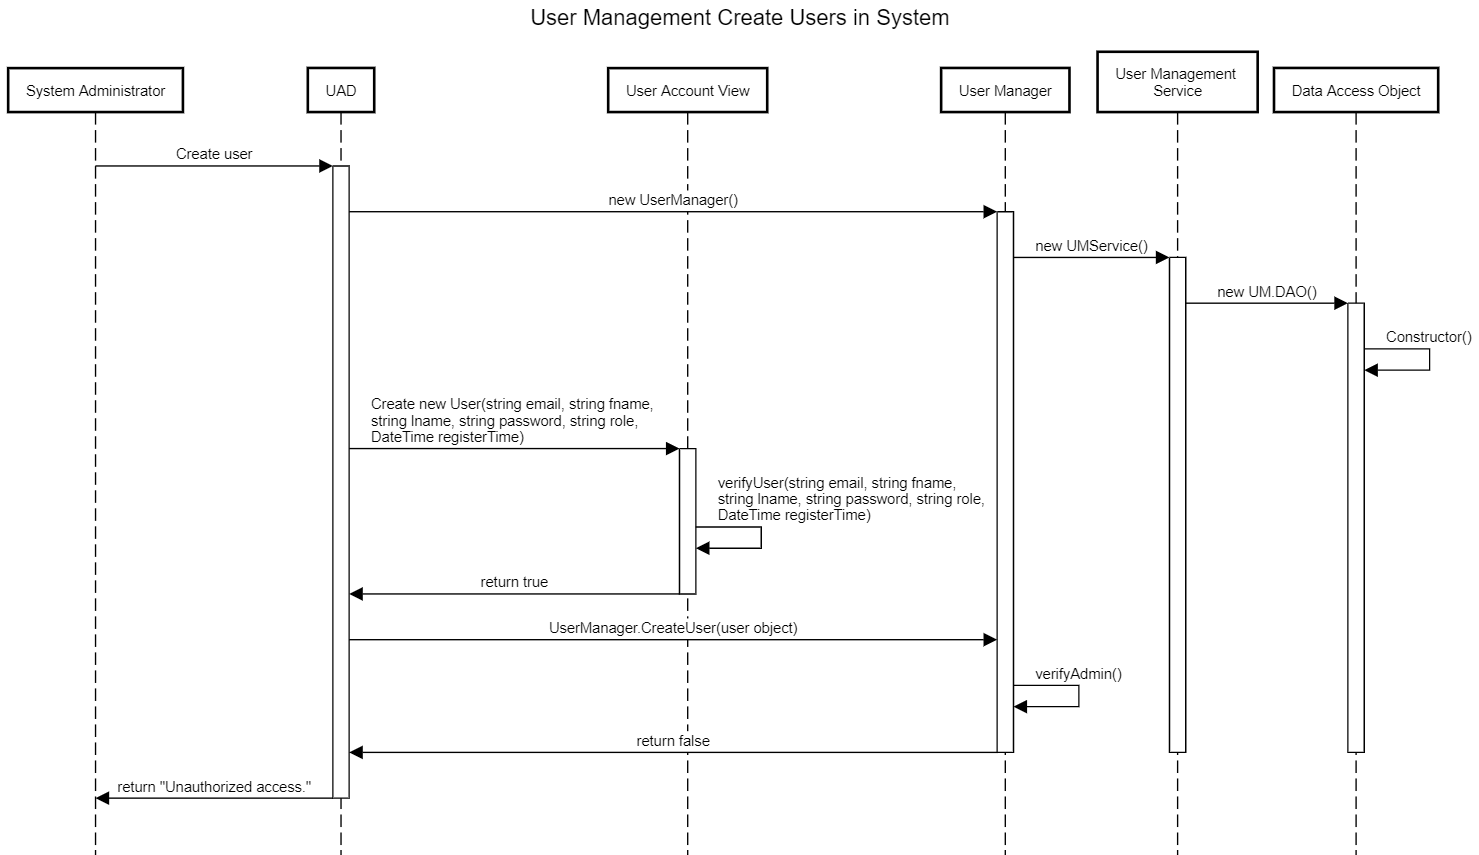 User Management Create Users in System
System Administrator
UAD
User Account View
User Manager
User Management
Service
Data Access Object
Create user
new UserManager()
new UMService()
new UM.DAO()
Constructor()
Create new User(string email, string fname,
string lname, string password, string role,
DateTime registerTime)
verifyUser(string email, string fname,
string lname, string password, string role,
DateTime registerTime)
return true
UserManager.CreateUser(user object)
verifyAdmin()
return false
return "Unauthorized access."